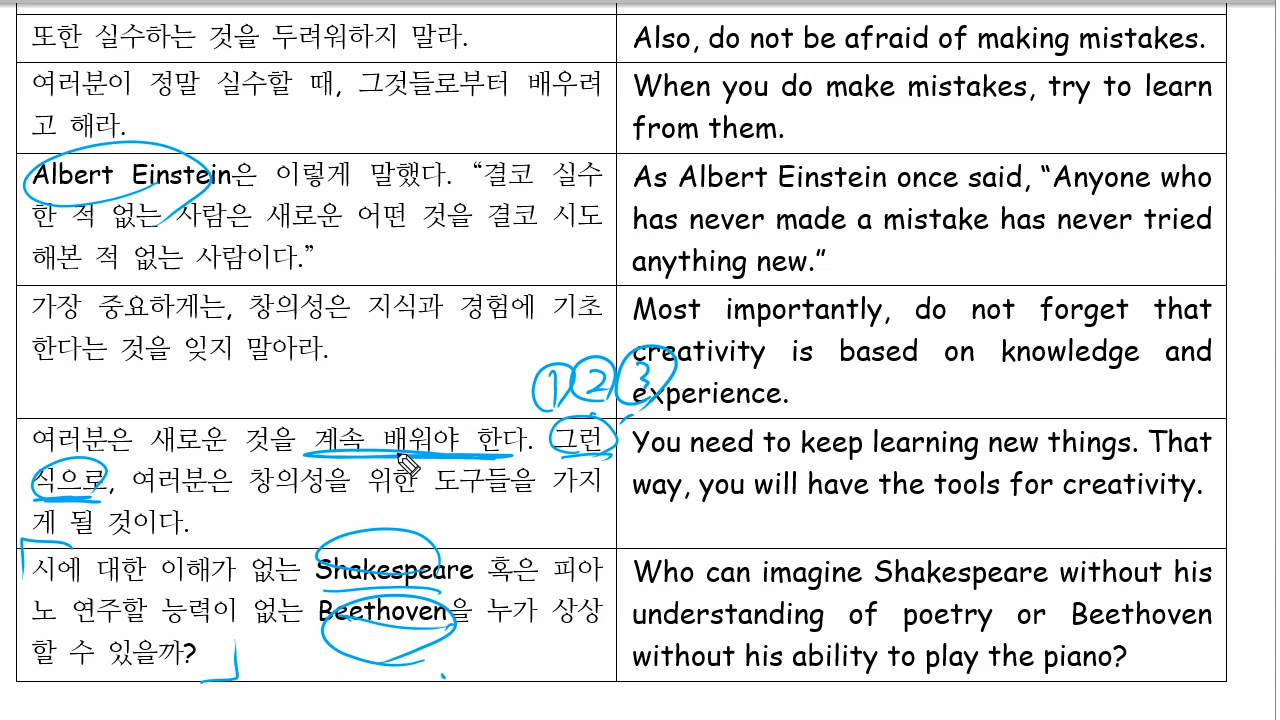 또한 실수하는 것을 두려워하지 말라.
Also, do not be afraid of making mistakes.
여러분이 정말 실수할 때, 그것들로부터 배우려
고 해라.
When you do make mistakes, try to learn
from them.
Albert Einstein은 이렇게 말했다. “결코 실수
한 적 없는 사람은 새로운 어떤 것을 결코 시도
해본 적 없는 사람이다.”
As Albert Einstein once said, “Anyone who
has never made a mistake has never tried
anything new.”
가장 중요하게는, 창의성은 지식과 경험에 기초
한다는 것을 잊지 말아라.
Most importantly, do not forget that
creativity is based on knowledge and
experience.
① ② ③
여러분은 새로운 것을 계속 배워야 한다. 그런
식으로, 여러분은 창의성을 위한 도구들을 가지
게 될 것이다.
You need to keep learning new things. That
way, you will have the tools for creativity.
시에 대한 이해가 없는 Shakespeare 혹은 피아
노 연주할 능력이 없는 Beethoven을 누가 상상
할 수 있을까?
Who can imagine Shakespeare without his
understanding of poetry or Beethoven
without his ability to play the piano?